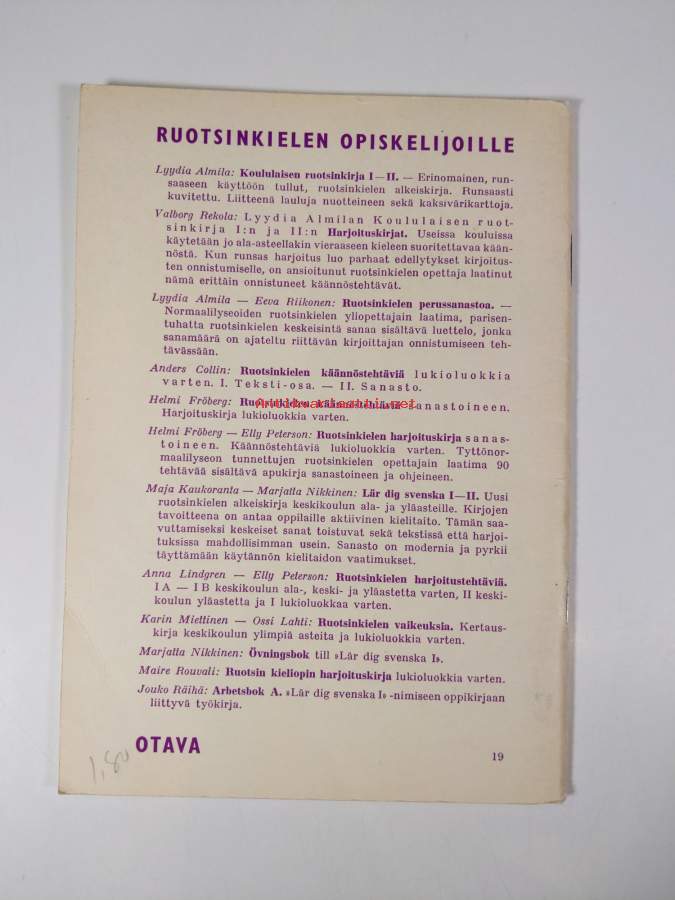 RUOTSINKIELEN OPISKELIJOILLE
Lyydia Almila: Koululaisen ruotsinkirja I—II. — Erinomainen, run-
saaseen käyttöön tullut, ruotsinkielen alkeiskirja. Runsaasti
kuvitettu. Liitteenä lauluja nuotteineen sekä kaksivärikarttoja.
Valborg Rekola: Lyydia Almilan Koululaisen ruot-
sinkirja I:n ja II:n Harjoituskirjat. Useissa kouluissa
käytetään jo ala-asteellakin vieraaseen kieleen suoritettavaa kään-
nöstä. Kun runsas harjoitus luo parhaat edellytykset kirjoitus-
ten onnistumiselle, on ansioitunut ruotsinkielen opettaja laatinut
nämä erittäin onnistuneet käännöstehtävät.
Lyydia Almila — Eeva Riikonen: Ruotsinkielen perussanastoa. —
Normaalilyseoiden ruotsinkielen yliopettajain laatima, parisen-
tuhatta ruotsinkielen keskeisintä sanaa sisältävä luettelo, jonka
sanamäärä on ajateltu riittävän kirjoittajan onnistumiseen teh-
tävässään.
Anders Collin: Ruotsinkielen käännöstehtäviä lukioluokkia
varten. I. Teksti-osa. — II. Sanasto.
Helmi Fröberg: Ruotsinkielen käännöstehtäviä sanastoineen.
Harjoituskirja lukioluokkia varten.
Helmi Fröberg — Elly Peterson: Ruotsinkielen harjoituskirja sanas-
toineen. Käännöstehtäviä lukioluokkia varten. Tyttönor-
maalilyseon tunnettujen ruotsinkielen opettajain laatima 90
tehtävää sisältävä apukirja sanastoineen ja ohjeineen.
Maja Kaukoranta — Marjatta Nikkinen: Lär dig svenska I—II. Uusi
ruotsinkielen alkeiskirja keskikoulun ala- ja yläasteille. Kirjojen
tavoitteena on antaa oppilaille aktiivinen kielitaito. Tämän saa-
vuttamiseksi keskeiset sanat toistuvat sekä tekstissä että harjoi-
tuksissa mahdollisimman usein. Sanasto on modernia ja pyrkii
täyttämään käytännön kielitaidon vaatimukset.
Anna Lindgren — Elly Peterson: Ruotsinkielen harjoitustehtäviä.
I A — I B keskikoulun ala-, keski- ja yläastetta varten, II keski-
koulun yläastetta ja I lukioluokkaa varten.
Karin Miettinen — Ossi Lahti: Ruotsinkielen vaikeuksia. Kertaus-
kirja keskikoulun ylimpiä asteita ja lukioluokkia varten.
Marjatta Nikkinen: Övningsbok till »Lär dig svenska I».
Maire Rouvali: Ruotsin kieliopin harjoituskirja lukioluokkia varten.
Jouko Räihä: Arbetsbok A. »Lär dig svenska I» -nimiseen oppikirjaan
liittyvä työkirja.
OTAVA
19
1,80